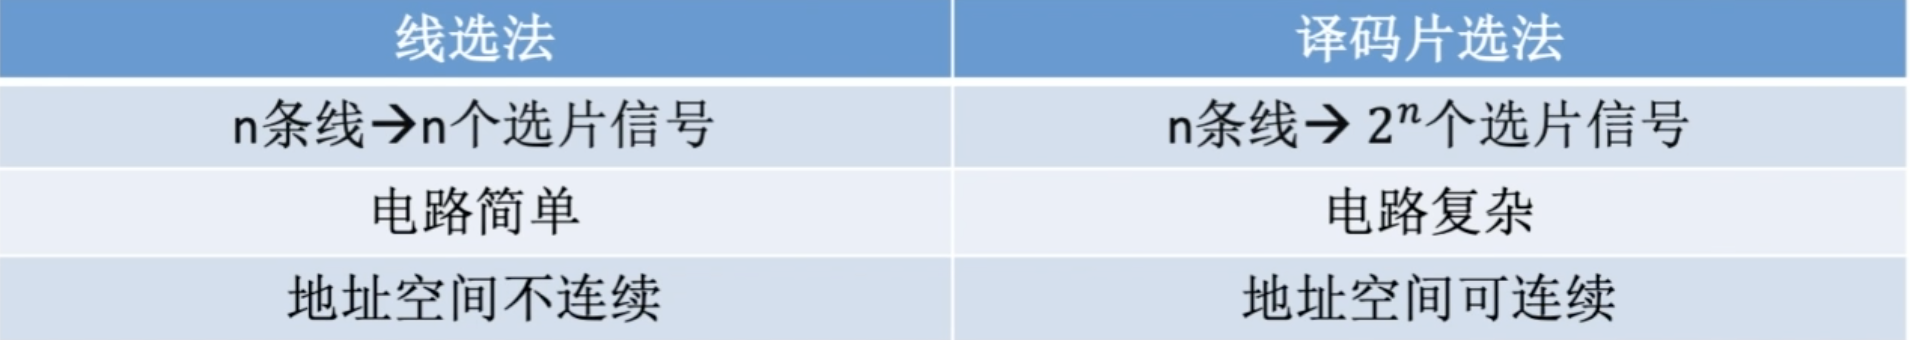 线选法 译码片选法
n条线→n个选片信号 n条线→ 2ⁿ个选片信号
电路简单 电路复杂
地址空间不连续 地址空间可连续